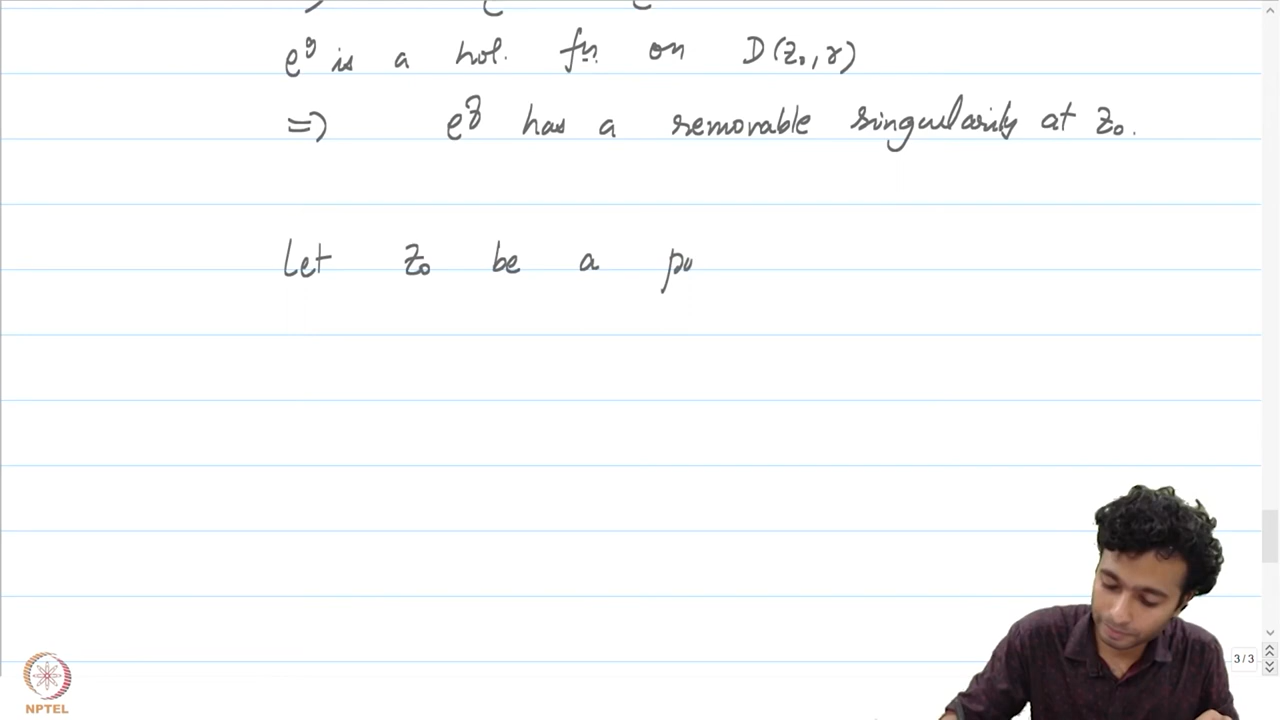 e^g is a hol. fn. on D(z₀, r)
=> e^g has a removable singularity at z₀.
Let z₀ be a po
3/3
NPTEL